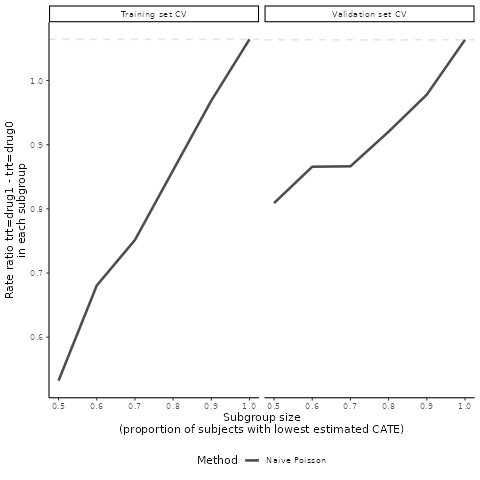 Training set CV
Validation set CV
Rate ratio trt=drug1 - trt=drug0
in each subgroup
1.0
0.9
0.8
0.7
0.6
0.5 0.6 0.7 0.8 0.9 1.0
0.5 0.6 0.7 0.8 0.9 1.0
Subgroup size
(proportion of subjects with lowest estimated CATE)
Method Naive Poisson